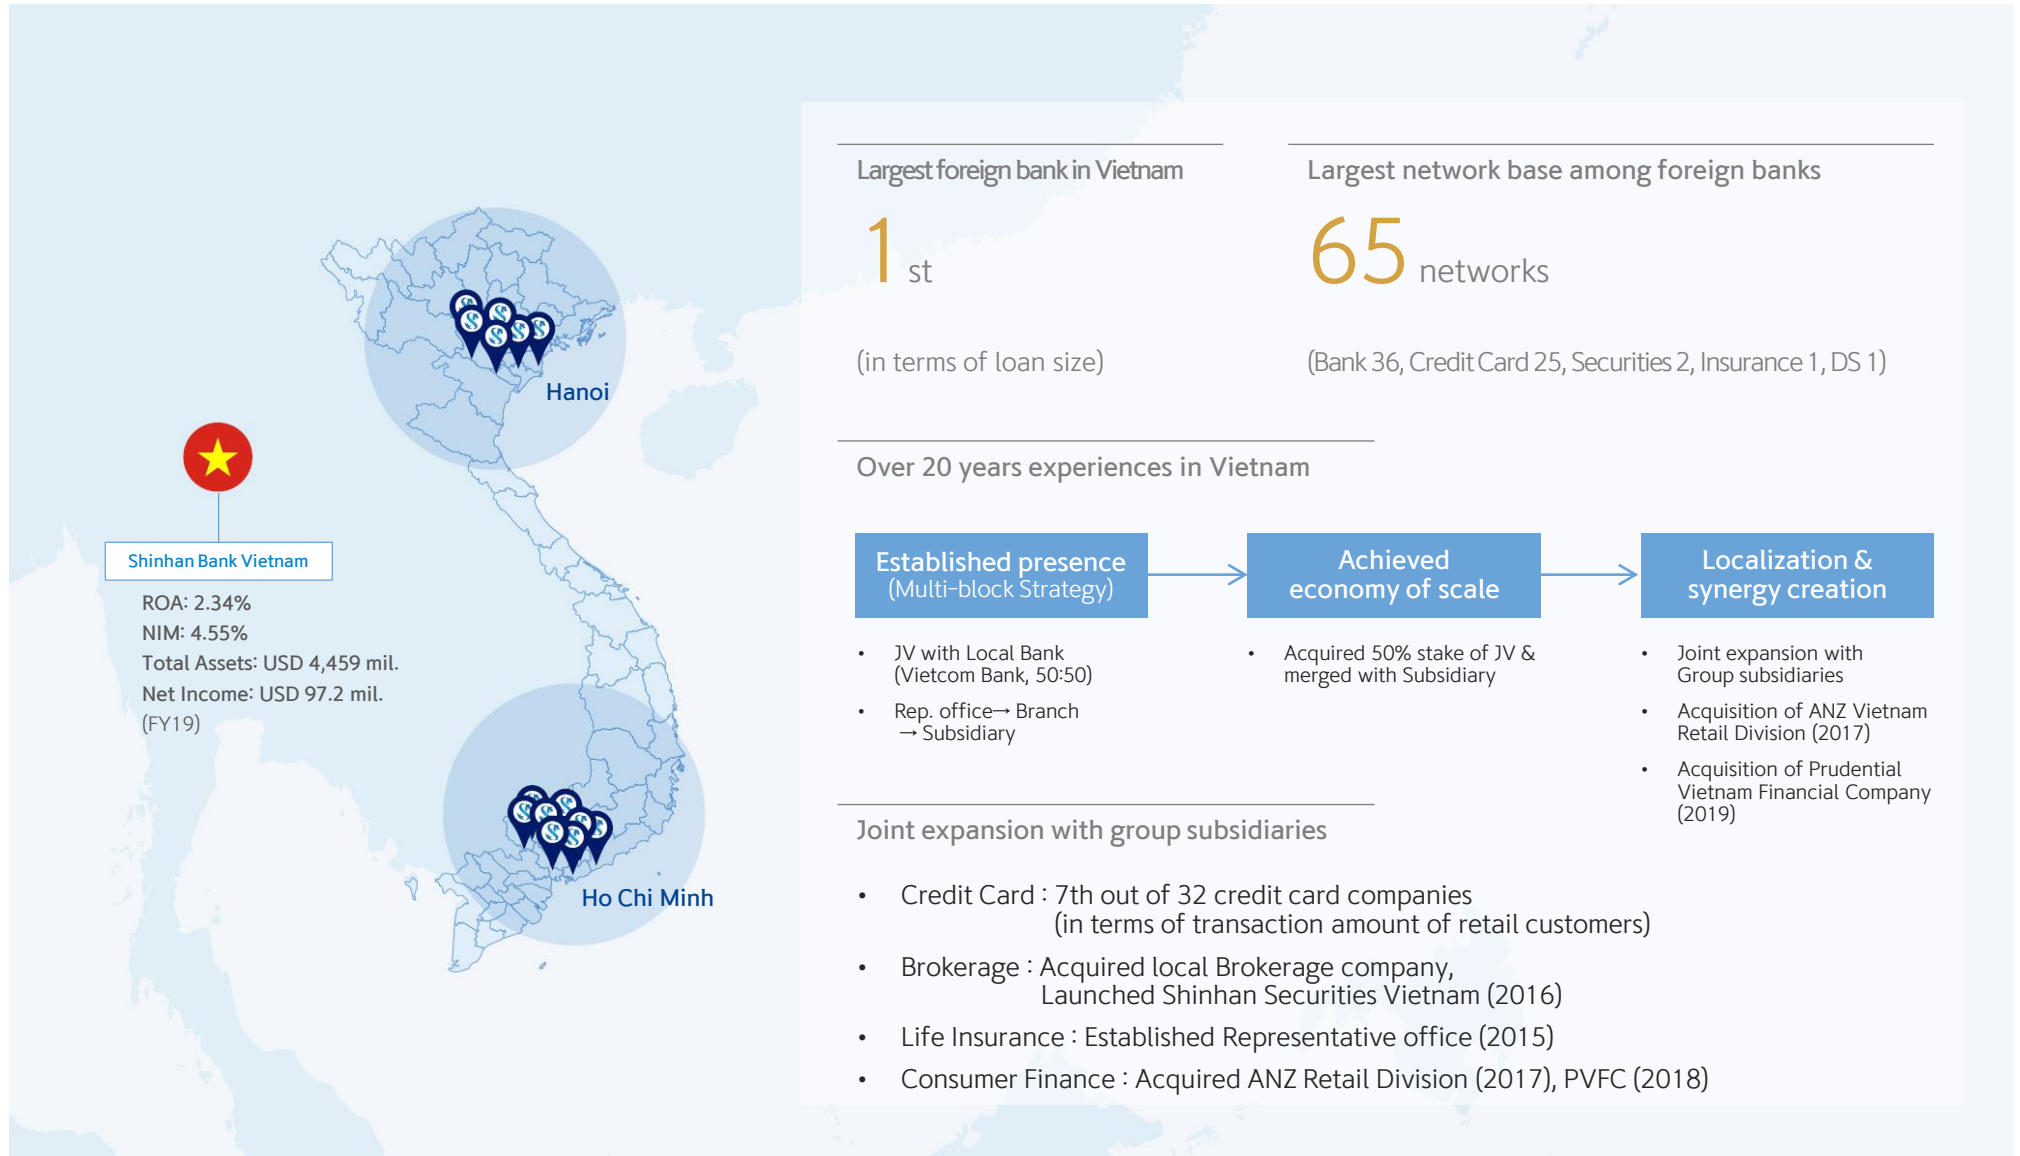 Hanoi
Shinhan Bank Vietnam
ROA: 2.34%
NIM: 4.55%
Total Assets: USD 4,459 mil.
Net Income: USD 97.2 mil.
(FY19)
Ho Chi Minh
Largest foreign bank in Vietnam
1 st
(in terms of loan size)
Largest network base among foreign banks
65 networks
(Bank 36, Credit Card 25, Securities 2, Insurance 1, DS 1)
Over 20 years experiences in Vietnam
Established presence
(Multi-block Strategy)
• JV with Local Bank
(Vietcom Bank, 50:50)
• Rep. office→ Branch
→ Subsidiary
Achieved
economy of scale
• Acquired 50% stake of JV &
merged with Subsidiary
Localization &
synergy creation
• Joint expansion with
Group subsidiaries
• Acquisition of ANZ Vietnam
Retail Division (2017)
• Acquisition of Prudential
Vietnam Financial Company
(2019)
Joint expansion with group subsidiaries
• Credit Card : 7th out of 32 credit card companies
(in terms of transaction amount of retail customers)
• Brokerage : Acquired local Brokerage company,
Launched Shinhan Securities Vietnam (2016)
• Life Insurance : Established Representative office (2015)
• Consumer Finance : Acquired ANZ Retail Division (2017), PVFC (2018)